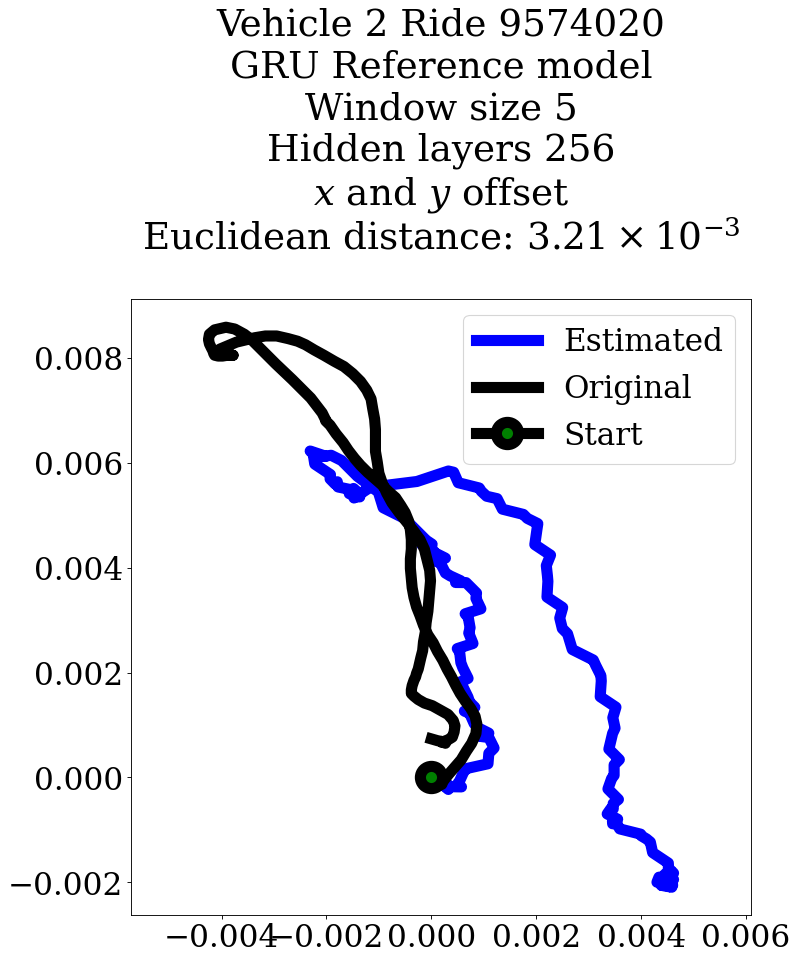 Vehicle 2 Ride 9574020
GRU Reference model
Window size 5
Hidden layers 256
x and y offset
Euclidean distance: 3.21 × 10⁻³
Estimated
Original
Start
0.008
0.006
0.004
0.002
0.000
−0.002
−0.004 −0.002 0.000 0.002 0.004 0.006